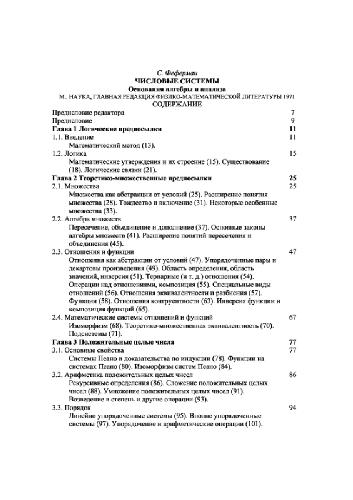 С. Феферман
ЧИСЛОВЫЕ СИСТЕМЫ
Основания алгебры и анализа
М.: НАУКА, ГЛАВНАЯ РЕДАКЦИЯ ФИЗИКО-МАТЕМАТИЧЕСКОЙ ЛИТЕРАТУРЫ 1971
СОДЕРЖАНИЕ
Предисловие редактора 7
Предисловие 9
Глава 1 Логические предпосылки 11
1.1. Введение 11
Математический метод (13).
1.2. Логика 15
Математические утверждения и их строение (15). Существование
(18). Логические связки (21).
Глава 2 Теоретико-множественные предпосылки 25
2.1. Множества 25
Множества как абстракции от условий (25). Расширение понятия
множества (28). Тождество и включение (31). Некоторые особенные
множества (33).
2.2. Алгебра множеств 37
Пересечение, объединение и дополнение (37). Основные законы
алгебры множеств (41). Расширение понятий пересечения и
объединения (45).
2.3. Отношения и функции 47
Отношения как абстракции от условий (47). Упорядоченные пары и
декартовы произведения (49). Область определения, область
значений, инверсия (51). Тернарные (и т. д.) отношения (54).
Операции над отношениями, композиция (55). Специальные виды
отношений (56). Отношения эквивалентности и разбиения (57).
Функции (58). Отношения конгруэнтности (63). Инверсия функции и
композиция функций (65).
2.4. Математические системы отношений и функций 67
Изоморфизм (68). Теоретико-множественная эквивалентность (70).
Подсистемы (71).
Глава 3 Положительные целые числа 77
3.1. Основные свойства 77
Системы Пеано и доказательства по индукции (78). Функции на
системах Пеано (80). Изоморфизм систем Пеано (84).
3.2. Арифметика положительных целых чисел 86
Рекурсивные определения (86). Сложение положительных целых
чисел (88). Умножение положительных целых чисел (91).
Возведение в степень и другие операции (93).
3.3. Порядок 94
Линейно упорядоченные системы (95). Вполне упорядоченные
системы (97). Упорядочение и арифметические операции (101).